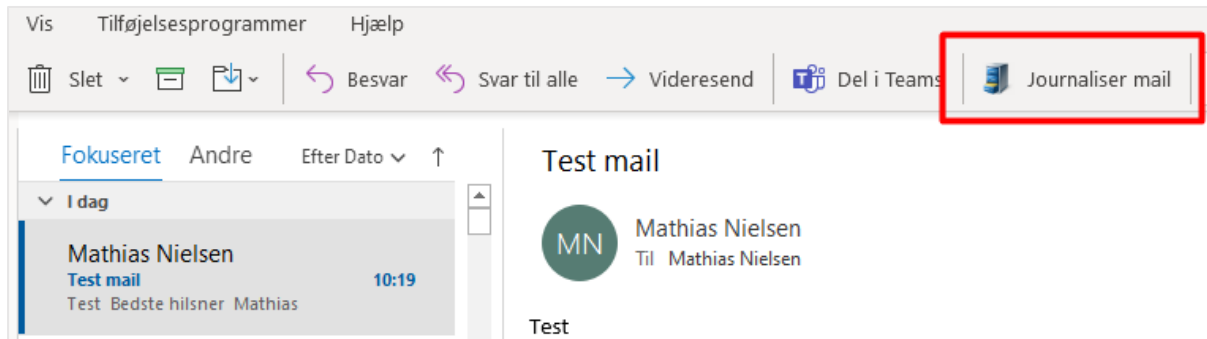 Vis Tilføjelsesprogrammer Hjælp
Slet Besvar Svar til alle Videresend Del i Teams Journaliser mail
Fokuseret Andre Efter Dato
I dag
Mathias Nielsen
Test mail 10:19
Test Bedste hilsner Mathias
Test mail
MN
Mathias Nielsen
Til Mathias Nielsen
Test